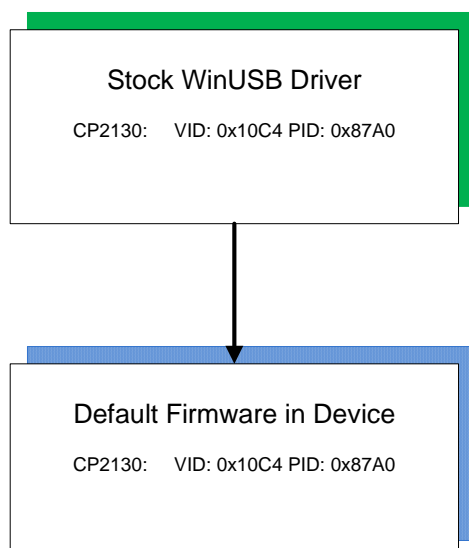 Stock WinUSB Driver
CP2130: VID: 0x10C4 PID: 0x87A0
Default Firmware in Device
CP2130: VID: 0x10C4 PID: 0x87A0